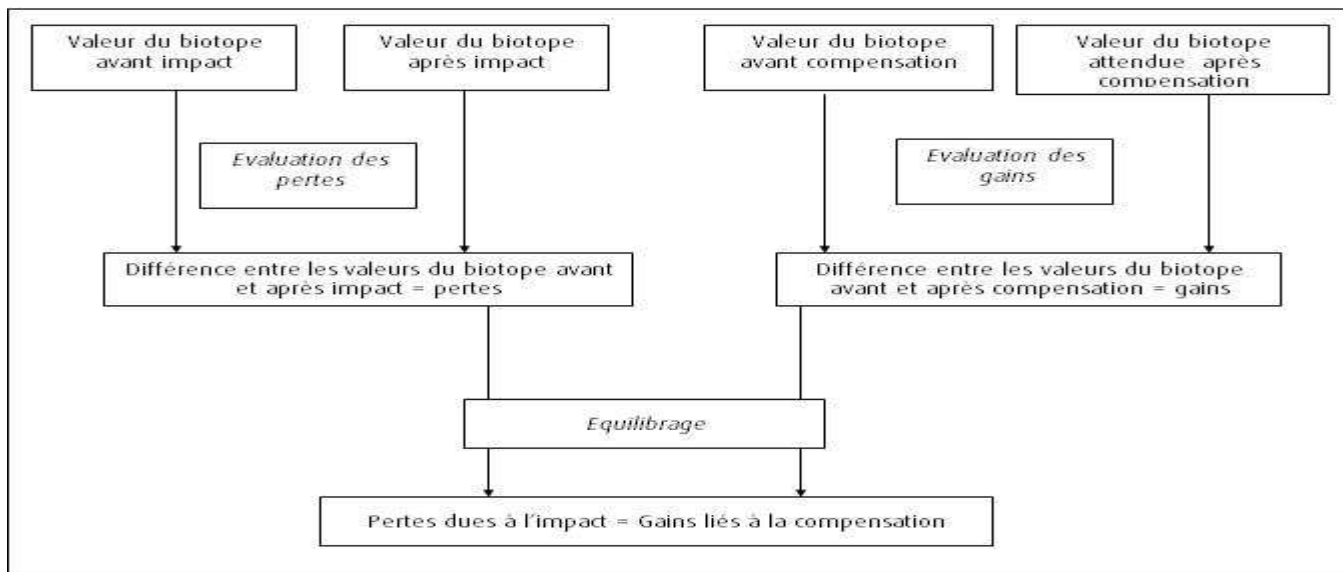 Valeur du biotope
avant impact
Valeur du biotope
après impact
Valeur du biotope
avant compensation
Valeur du biotope
attendue après
compensation
Evaluation des
pertes
Evaluation des
gains
Différence entre les valeurs du biotope avant
et après impact = pertes
Différence entre les valeurs du biotope
avant et après compensation = gains
Equilibrage
Pertes dues à l'impact = Gains liés à la compensation